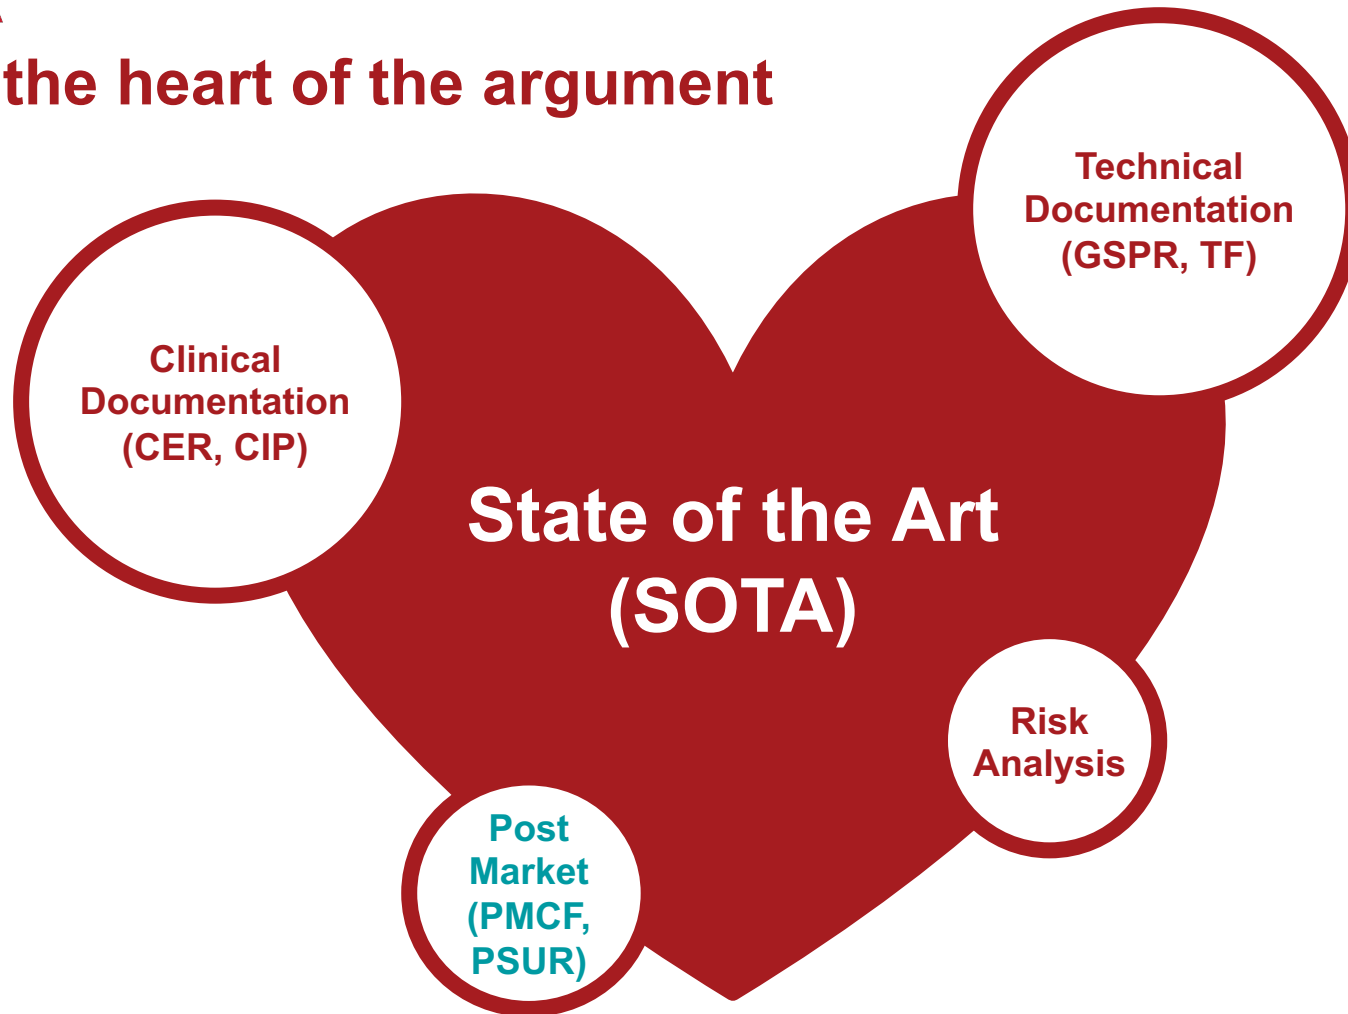 the heart of the argument
Technical
Documentation
(GSPR, TF)
Clinical
Documentation
(CER, CIP)
State of the Art
(SOTA)
Risk
Analysis
Post
Market
(PMCF,
PSUR)